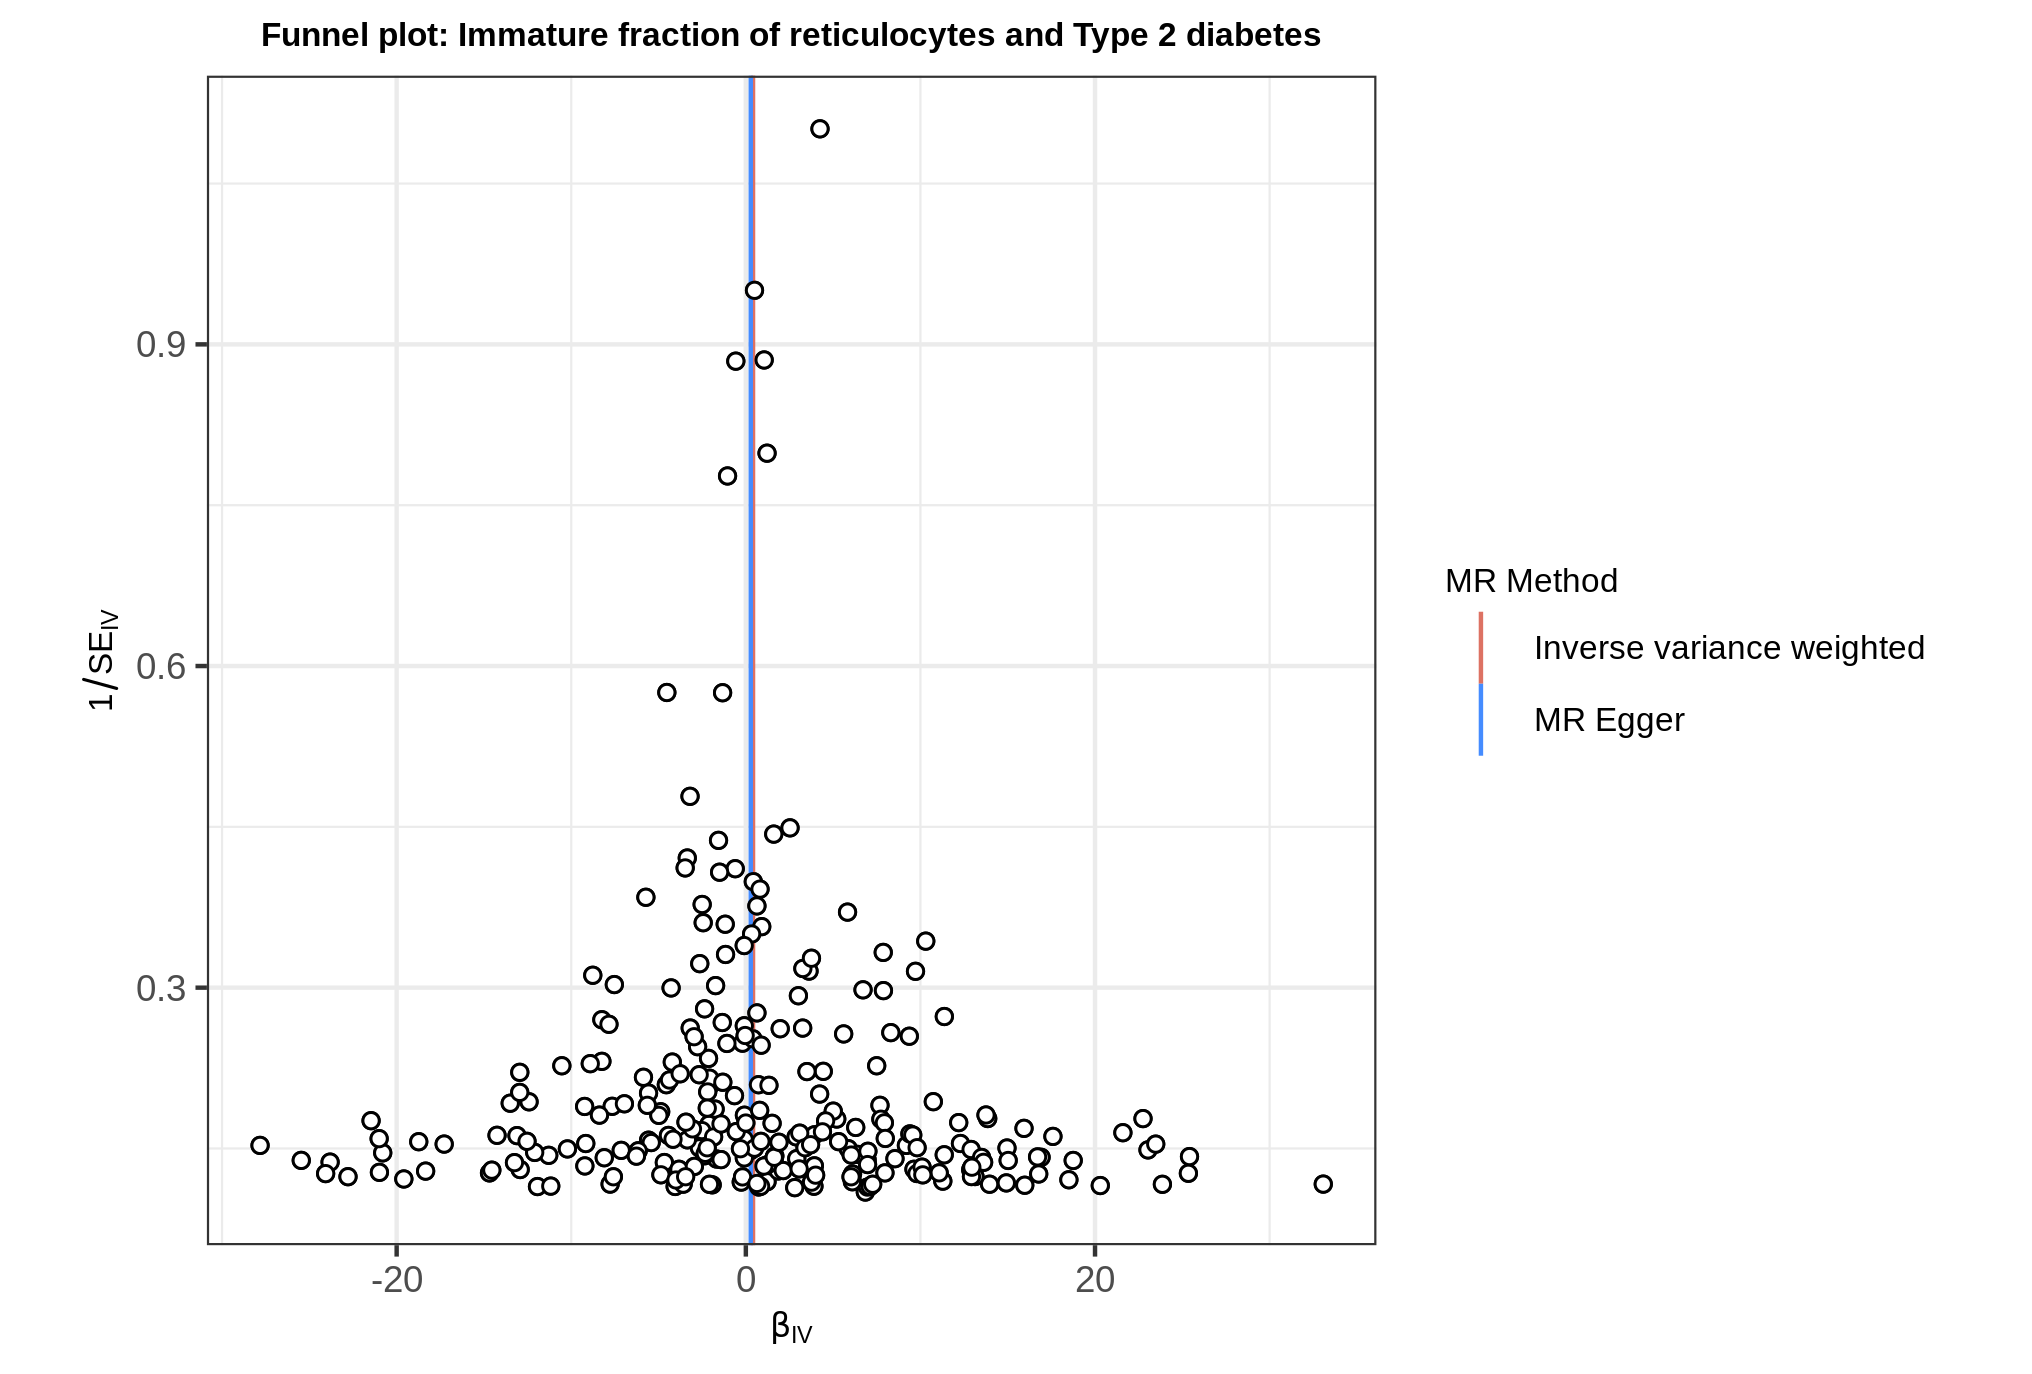 Funnel plot: Immature fraction of reticulocytes and Type 2 diabetes
1/SE_IV
0.9
0.6
0.3
-20
0
20
β_IV
MR Method
Inverse variance weighted
MR Egger